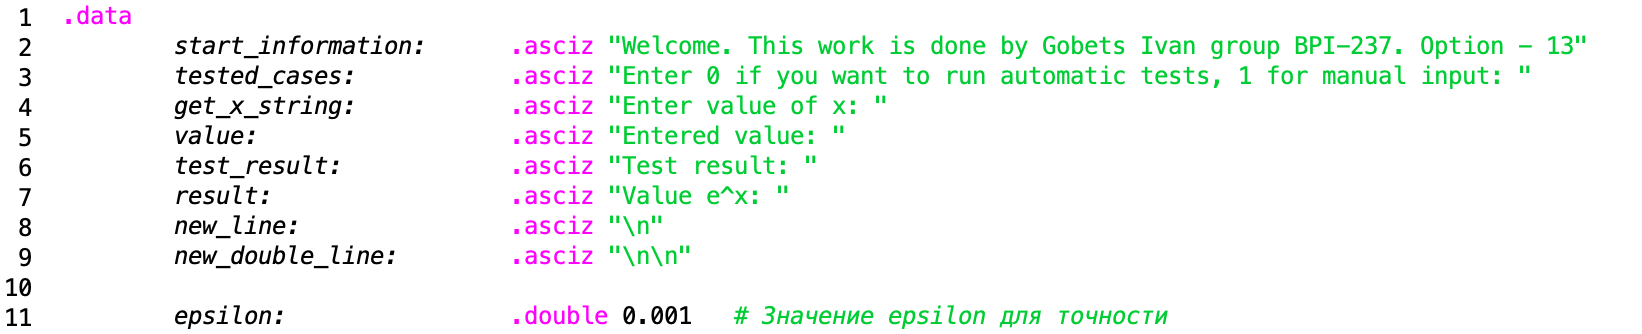 1 .data
2 start_information: .asciz "Welcome. This work is done by Gobets Ivan group BPI-237. Option - 13"
3 tested_cases: .asciz "Enter 0 if you want to run automatic tests, 1 for manual input: "
4 get_x_string: .asciz "Enter value of x: "
5 value: .asciz "Entered value: "
6 test_result: .asciz "Test result: "
7 result: .asciz "Value e^x: "
8 new_line: .asciz "\n"
9 new_double_line: .asciz "\n\n"
10
11 epsilon: .double 0.001 # Значение epsilon для точности